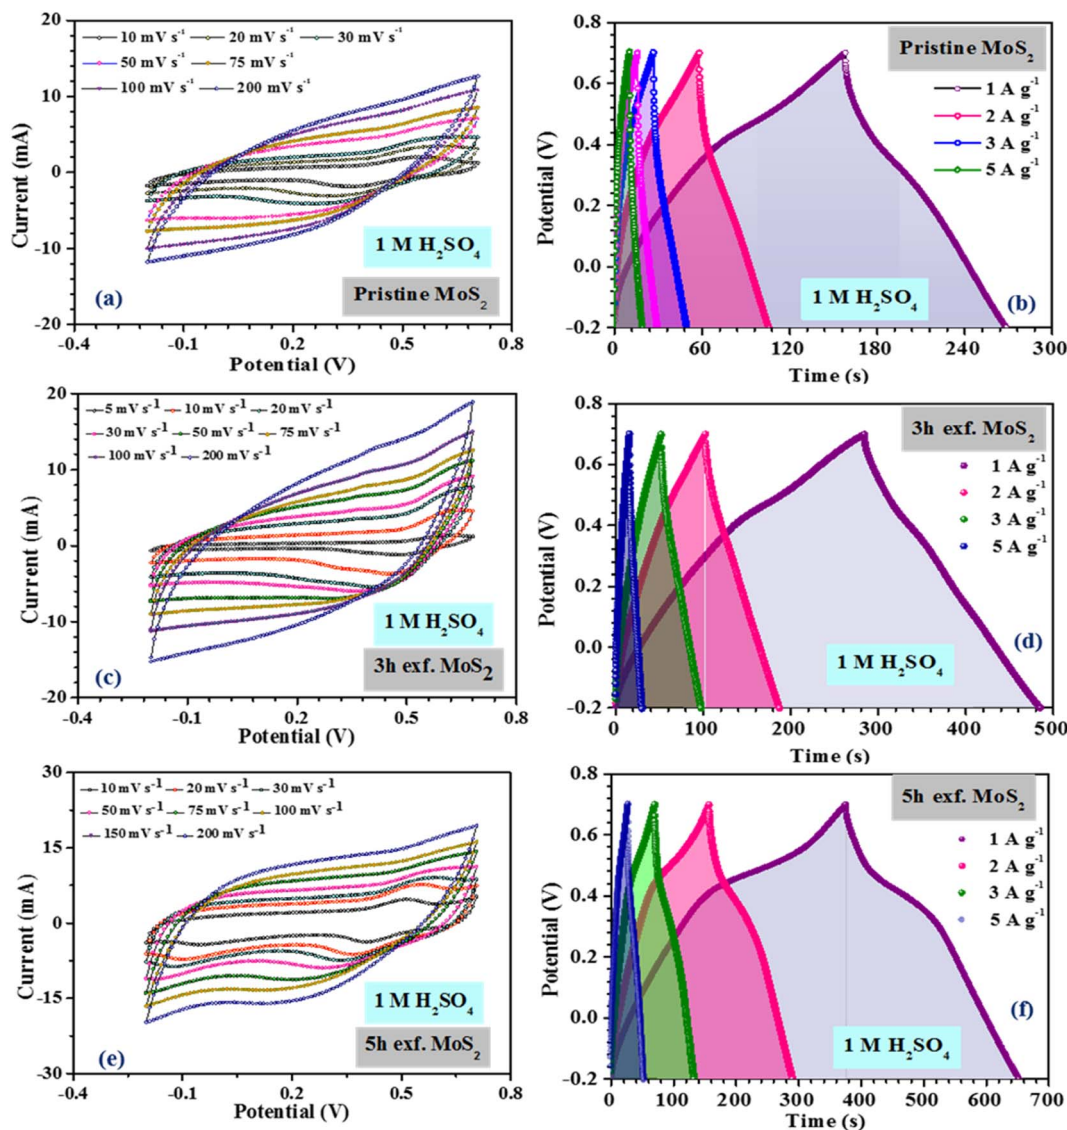 20
10
0
-10
-20
Current (mA)
10 mV s⁻¹ 20 mV s⁻¹ 30 mV s⁻¹
50 mV s⁻¹ 75 mV s⁻¹
100 mV s⁻¹ 200 mV s⁻¹
1 M H₂SO₄
(a)
Pristine MoS₂
-0.4 -0.1 0.2 0.5 0.8
Potential (V)
0.8
0.6
0.4
0.2
0.0
-0.2
Potential (V)
Pristine MoS₂
1 A g⁻¹
2 A g⁻¹
3 A g⁻¹
5 A g⁻¹
1 M H₂SO₄
(b)
0 60 120 180 240 300
Time (s)
20
10
0
-10
-20
Current (mA)
5 mV s⁻¹ 10 mV s⁻¹ 20 mV s⁻¹
30 mV s⁻¹ 50 mV s⁻¹ 75 mV s⁻¹
100 mV s⁻¹ 200 mV s⁻¹
1 M H₂SO₄
(c)
3h exf. MoS2
-0.4 -0.1 0.2 0.5 0.8
Potential (V)
0.8
0.6
0.4
0.2
0.0
-0.2
Potential (V)
3h exf. MoS₂
1 A g⁻¹
2 A g⁻¹
3 A g⁻¹
5 A g⁻¹
(d)
1 M H₂SO₄
0 100 200 300 400 500
Time (s)
30
15
0
-15
-30
Current (mA)
10 mV s⁻¹ 20 mV s⁻¹ 30 mV s⁻¹
50 mV s⁻¹ 75 mV s⁻¹ 100 mV s⁻¹
150 mV s⁻¹ 200 mV s⁻¹
1 M H₂SO₄
(e)
5h exf. MoS₂
-0.4 -0.1 0.2 0.5 0.8
Potential (V)
0.8
0.6
0.4
0.2
0.0
-0.2
Potential (V)
5h exf. MoS₂
1 A g⁻¹
2 A g⁻¹
3 A g⁻¹
5 A g⁻¹
(f)
1 M H₂SO₄
0 100 200 300 400 500 600 700
Time (s)